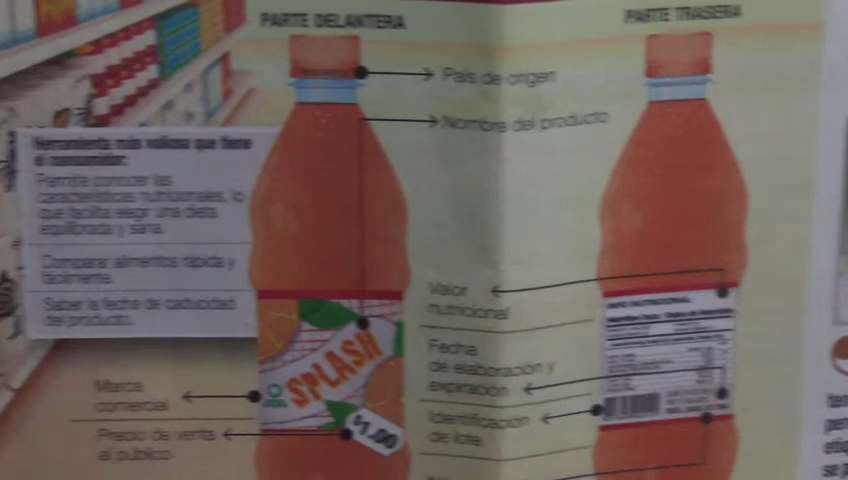 PARTE DELANTERA
PARTE TRASERA
País de origen
Nombre del producto
Herramienta más valiosa que tiene
el consumidor:
Permite conocer las
características nutricionales, lo
que facilita elegir una dieta
equilibrada y sana.
Comparar alimentos rápida y
fácilmente.
Saber la fecha de caducidad
del producto.
Valor
nutricional
Fecha
de elaboración y
expiración
Identificación
de lote
Marca
comercial
Precio de venta
al público
SPLASH
$1.00
INFO NUTRICIONAL